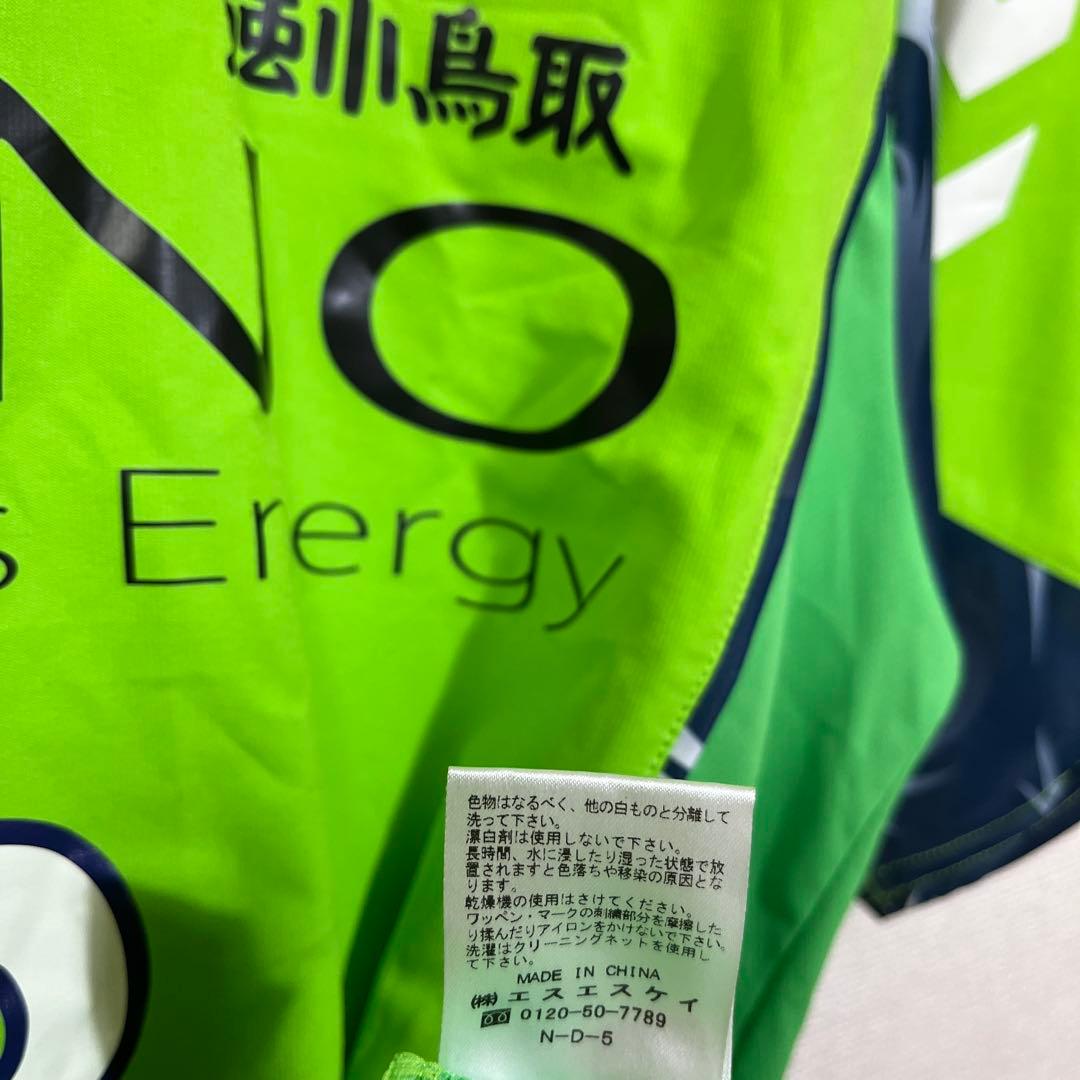 強小鳥取
NO
s Erergy
色物はなるべく、他の白ものと分離して
洗って下さい。
漂白剤は使用しないで下さい。
長時間、水に浸したり湿った状態で放
置されますと色落ちや移染の原因とな
ります。
乾燥機の使用はさけてください。
ワッペン・マークの刺繍部分を摩擦した
り揉んだりアイロンをかけないで下さい。
洗濯はクリーニングネットを使用し
て下さい。
MADE IN CHINA
(株)エスエスケイ
0120-50-7789
N-D-5